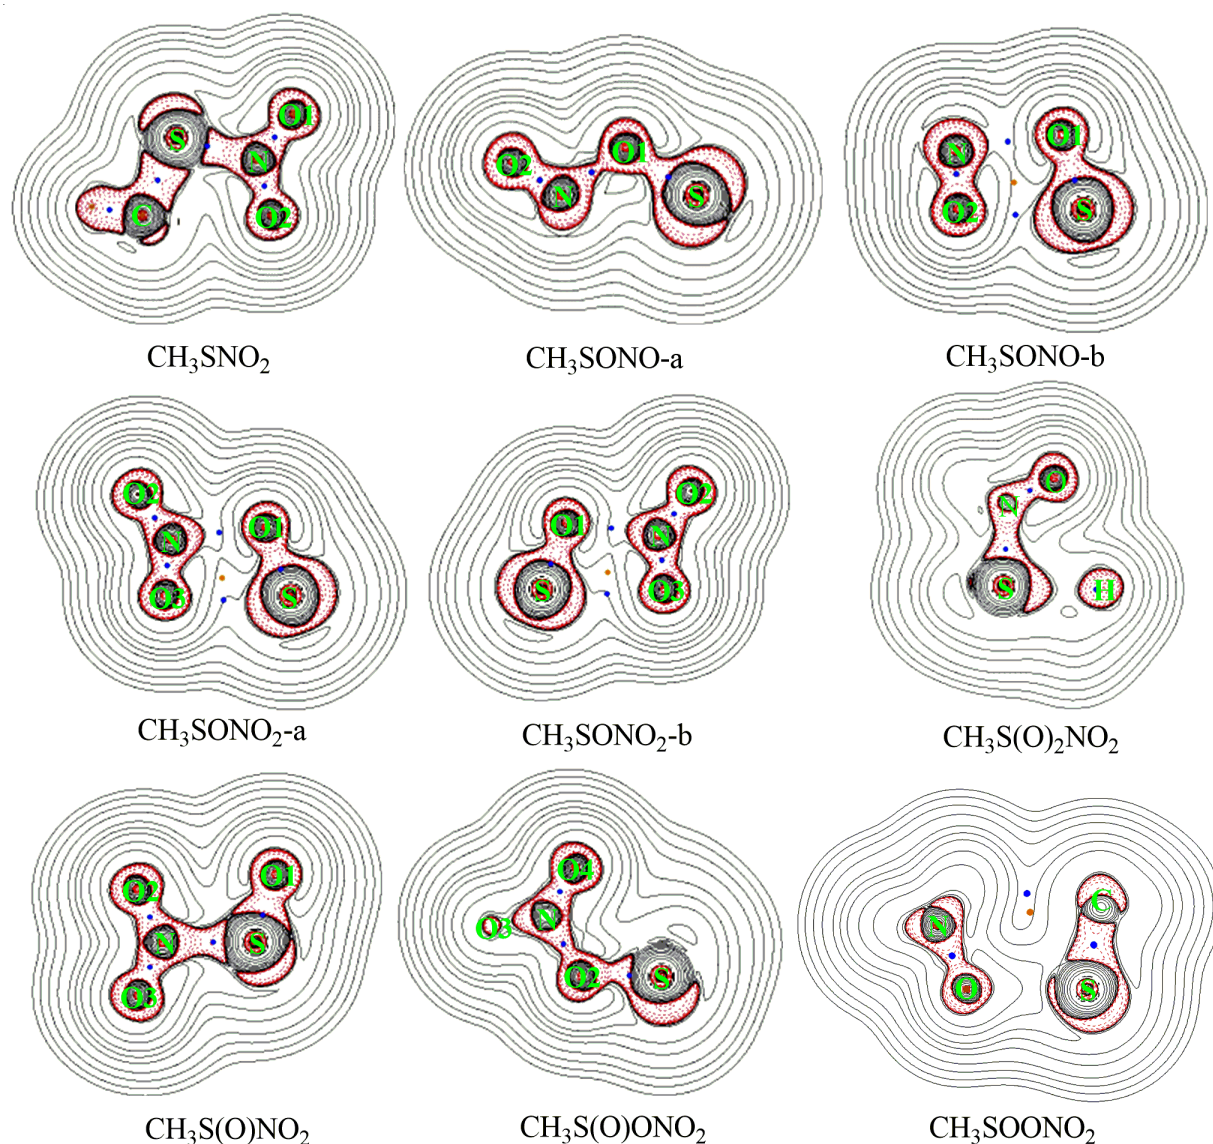 O1
S
N
C
O2
CH₃SNO₂
O2
O1
N
S
CH₃SONO-a
N
O1
O2
S
CH₃SONO-b
O2
O1
N
O3
S
CH₃SONO₂-a
O2
O1
N
S
O3
CH₃SONO₂-b
O
N
S
H
CH₃S(O)₂NO₂
O2
O1
N
S
O3
CH₃S(O)NO₂
O4
N
O3
O2
S
CH₃S(O)ONO₂
C
N
O
S
CH₃SOONO₂